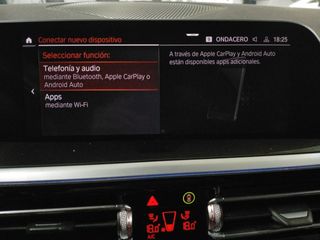 Conectar nuevo dispositivo
ONDACERO
18:25
Seleccionar función:
Telefonía y audio
mediante Bluetooth, Apple CarPlay o
Android Auto
Apps
mediante Wi-Fi
A través de Apple CarPlay y Android Auto
están disponibles apps adicionales.
A/C